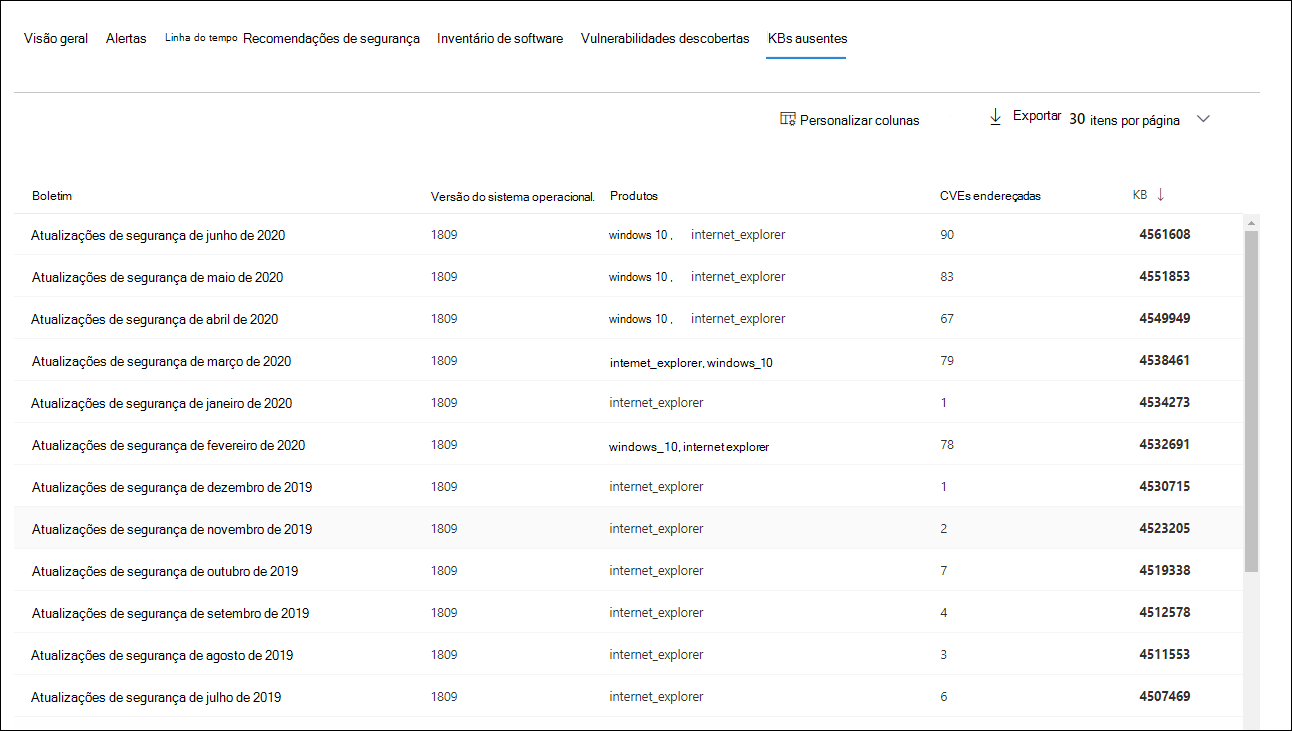 Visão geral Alertas Linha do tempo Recomendações de segurança Inventário de software Vulnerabilidades descobertas KBs ausentes
Personalizar colunas Exportar 30 itens por página
Boletim Versão do sistema operacional. Produtos CVEs endereçadas KB
Atualizações de segurança de junho de 2020 1809 windows 10 , internet_explorer 90 4561608
Atualizações de segurança de maio de 2020 1809 windows 10 , internet_explorer 83 4551853
Atualizações de segurança de abril de 2020 1809 windows 10 , internet_explorer 67 4549949
Atualizações de segurança de março de 2020 1809 intemet_explorer, windows_10 79 4538461
Atualizações de segurança de janeiro de 2020 1809 internet_explorer 1 4534273
Atualizações de segurança de fevereiro de 2020 1809 windows_10, internet explorer 78 4532691
Atualizações de segurança de dezembro de 2019 1809 internet_explorer 1 4530715
Atualizações de segurança de novembro de 2019 1809 internet_explorer 2 4523205
Atualizações de segurança de outubro de 2019 1809 internet_explorer 7 4519338
Atualizações de segurança de setembro de 2019 1809 internet_explorer 4 4512578
Atualizações de segurança de agosto de 2019 1809 internet_explorer 3 4511553
Atualizações de segurança de julho de 2019 1809 internet_explorer 6 4507469